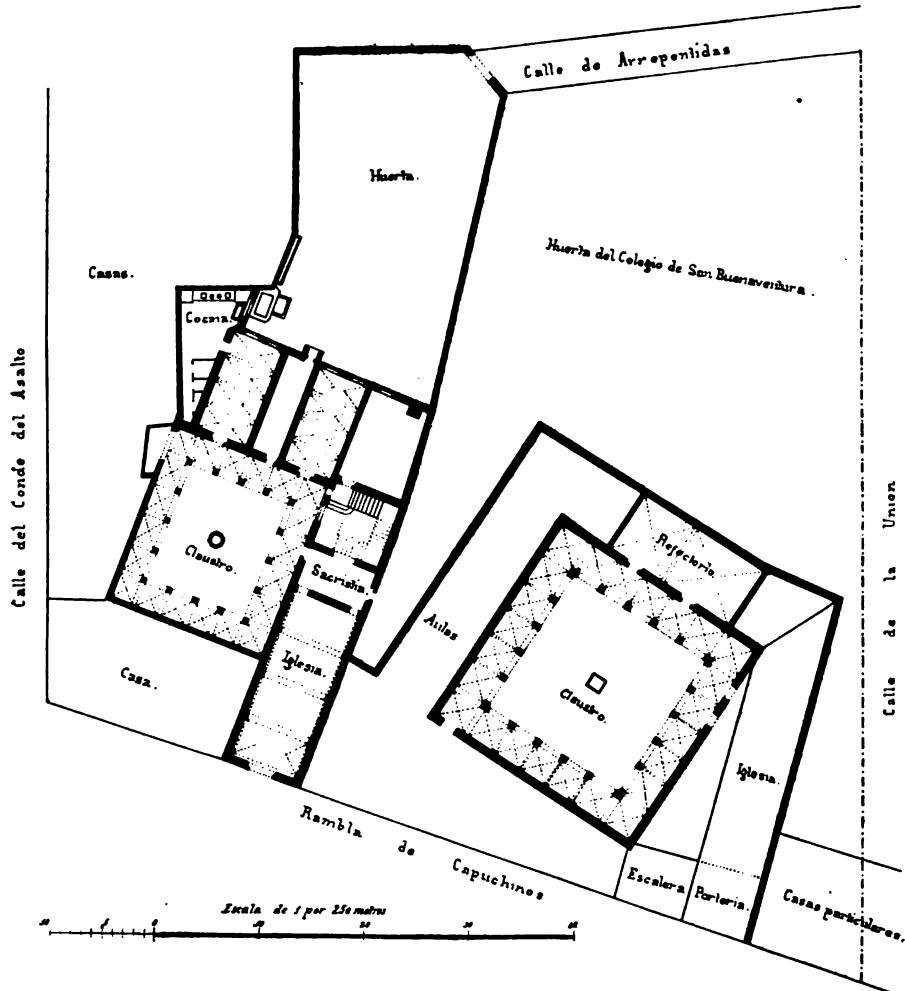 Calle de Arrepentidas
Huerta.
Huerta del Colegio de San Buenaventura.
Casas.
Cocina.
Calle del Conde del Asalto
Calle de la Union
Refectorio.
Claustro.
Sacristia.
Aulas
Iglesia.
Casa.
Claustro.
Iglesia.
Rambla de Capuchinos
Escalera
Porteria.
Casas particulares.
Escala de 1 por 250 metros
10 5 0 10 20 30 40